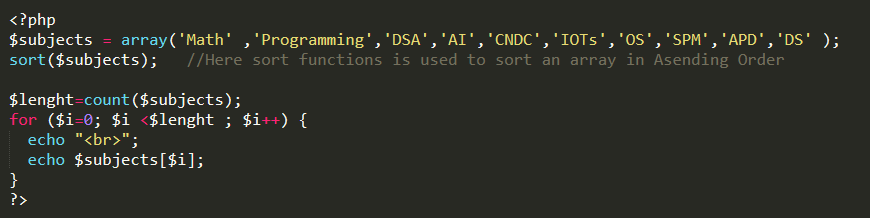 <?php
$subjects = array('Math' ,'Programming','DSA','AI','CNDC','IOTs','OS','SPM','APD','DS' );
sort($subjects);   //Here sort functions is used to sort an array in Asending Order
$lenght=count($subjects);
for ($i=0; $i <$lenght ; $i++) {
  echo "<br>";
  echo $subjects[$i];
}
?>